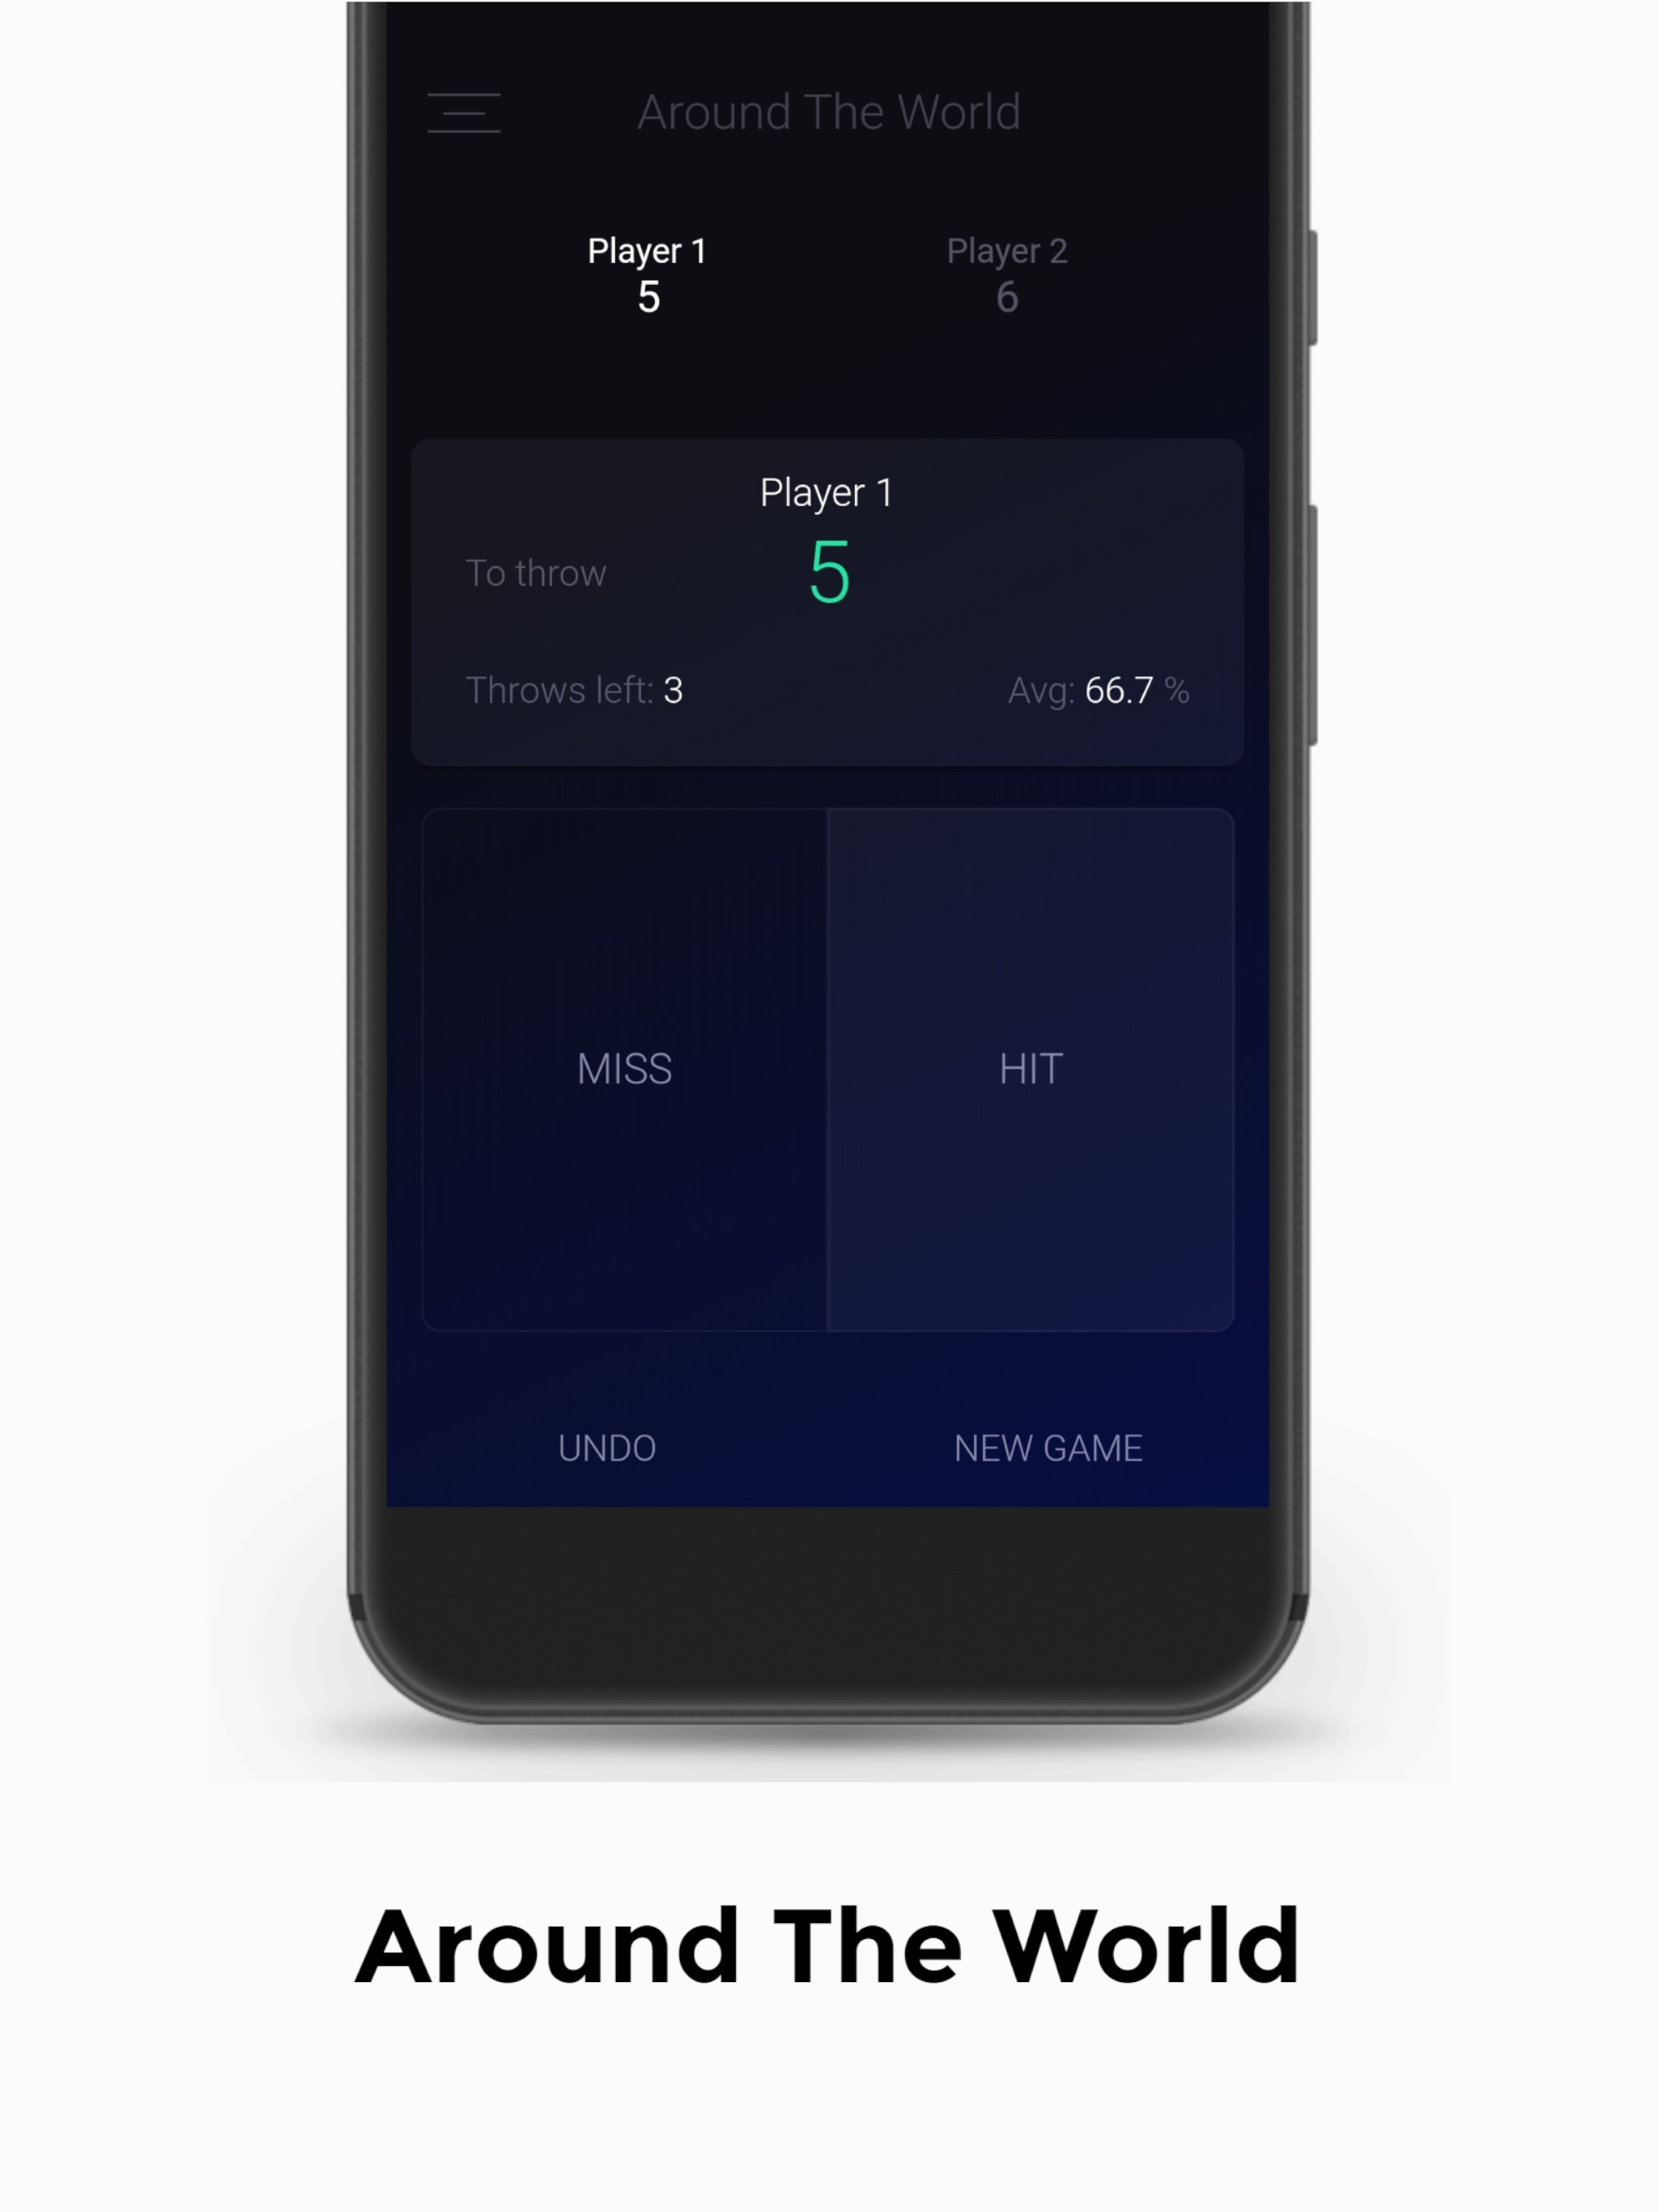 Around The World
Player 1
5
Player 2
6
Player 1
To throw
5
Throws left: 3
Avg: 66.7 %
MISS
HIT
UNDO
NEW GAME
Around The World